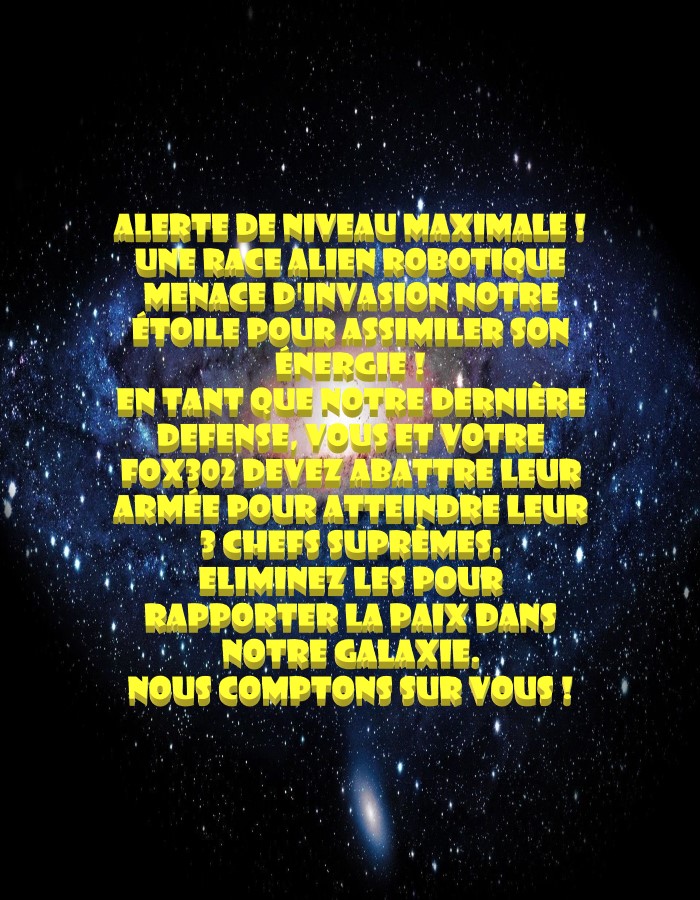 ALERTE DE NIVEAU MAXIMALE !
UNE RACE ALIEN ROBOTIQUE
MENACE D'INVASION NOTRE
ÉTOILE POUR ASSIMILER SON
ÉNERGIE !
EN TANT QUE NOTRE DERNIÈRE
DEFENSE, VOUS ET VOTRE
FOX302 DEVEZ ABATTRE LEUR
ARMÉE POUR ATTEINDRE LEUR
3 CHEFS SUPRÊMES.
ELIMINEZ LES POUR
RAPPORTER LA PAIX DANS
NOTRE GALAXIE.
NOUS COMPTONS SUR VOUS !